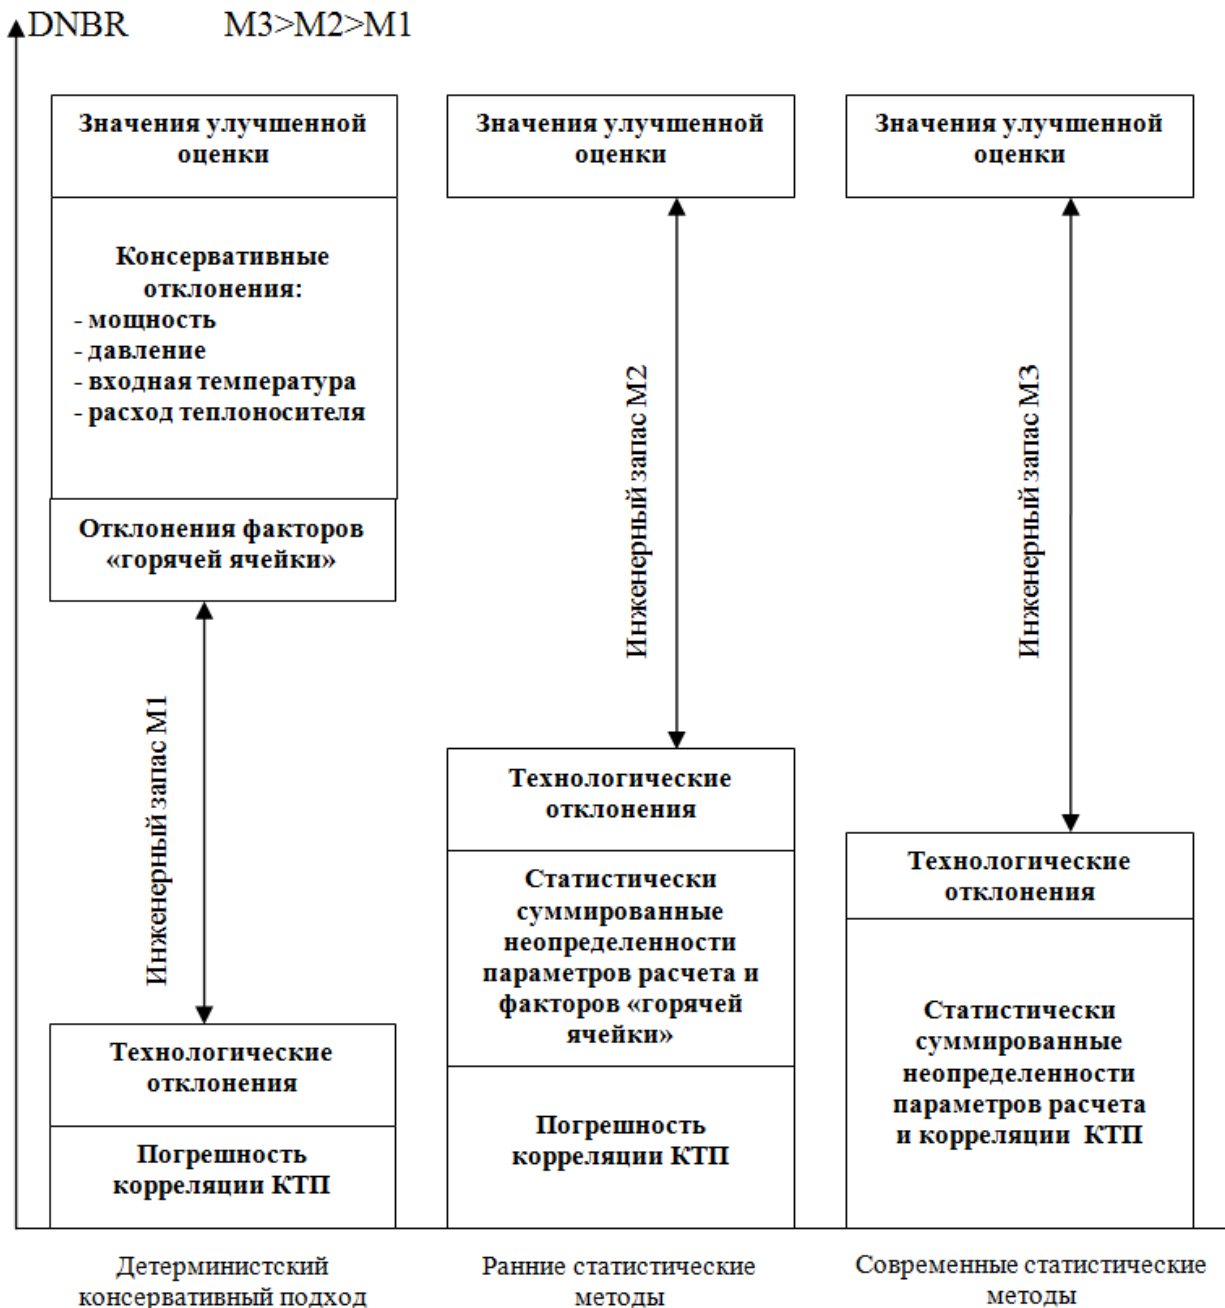 DNBR M3>M2>M1
Значения улучшенной
оценки
Консервативные
отклонения:
- мощность
- давление
- входная температура
- расход теплоносителя
Отклонения факторов
«горячей ячейки»
Инженерный запас М1
Технологические
отклонения
Погрешность
корреляции КТП
Детерминистский
консервативный подход
Значения улучшенной
оценки
Инженерный запас М2
Технологические
отклонения
Статистически
суммированные
неопределенности
параметров расчета и
факторов «горячей
ячейки»
Погрешность
корреляции КТП
Ранние статистические
методы
Значения улучшенной
оценки
Инженерный запас М3
Технологические
отклонения
Статистически
суммированные
неопределенности
параметров расчета
и корреляции КТП
Современные статистические
методы